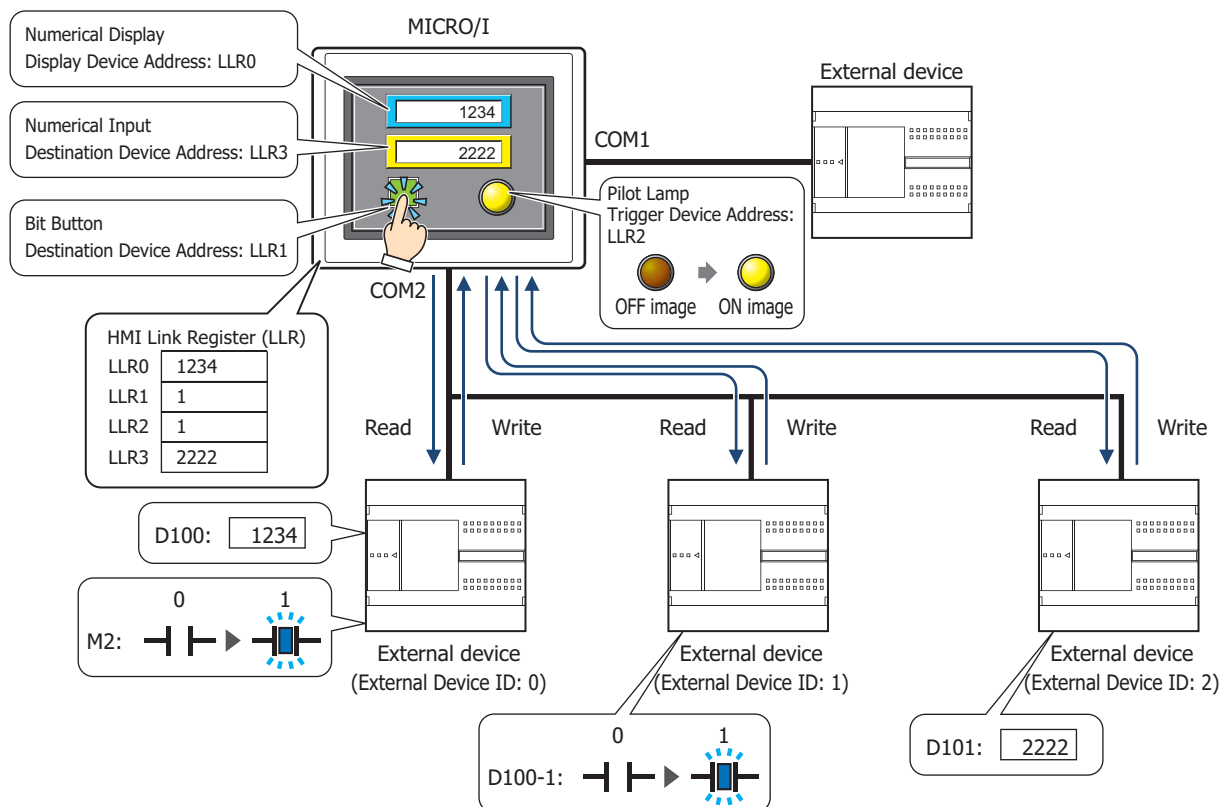 MICRO/I
Numerical Display
Display Device Address: LLR0
1234
Numerical Input
Destination Device Address: LLR3
2222
Bit Button
Destination Device Address: LLR1
External device
COM1
Pilot Lamp
Trigger Device Address:
LLR2
OFF image
ON image
COM2
HMI Link Register (LLR)
LLR0 1234
LLR1 1
LLR2 1
LLR3 2222
Read
Write
Read
Write
Read
Write
D100: 1234
0 1
M2:
External device
(External Device ID: 0)
External device
(External Device ID: 1)
External device
(External Device ID: 2)
0 1
D100-1:
D101: 2222